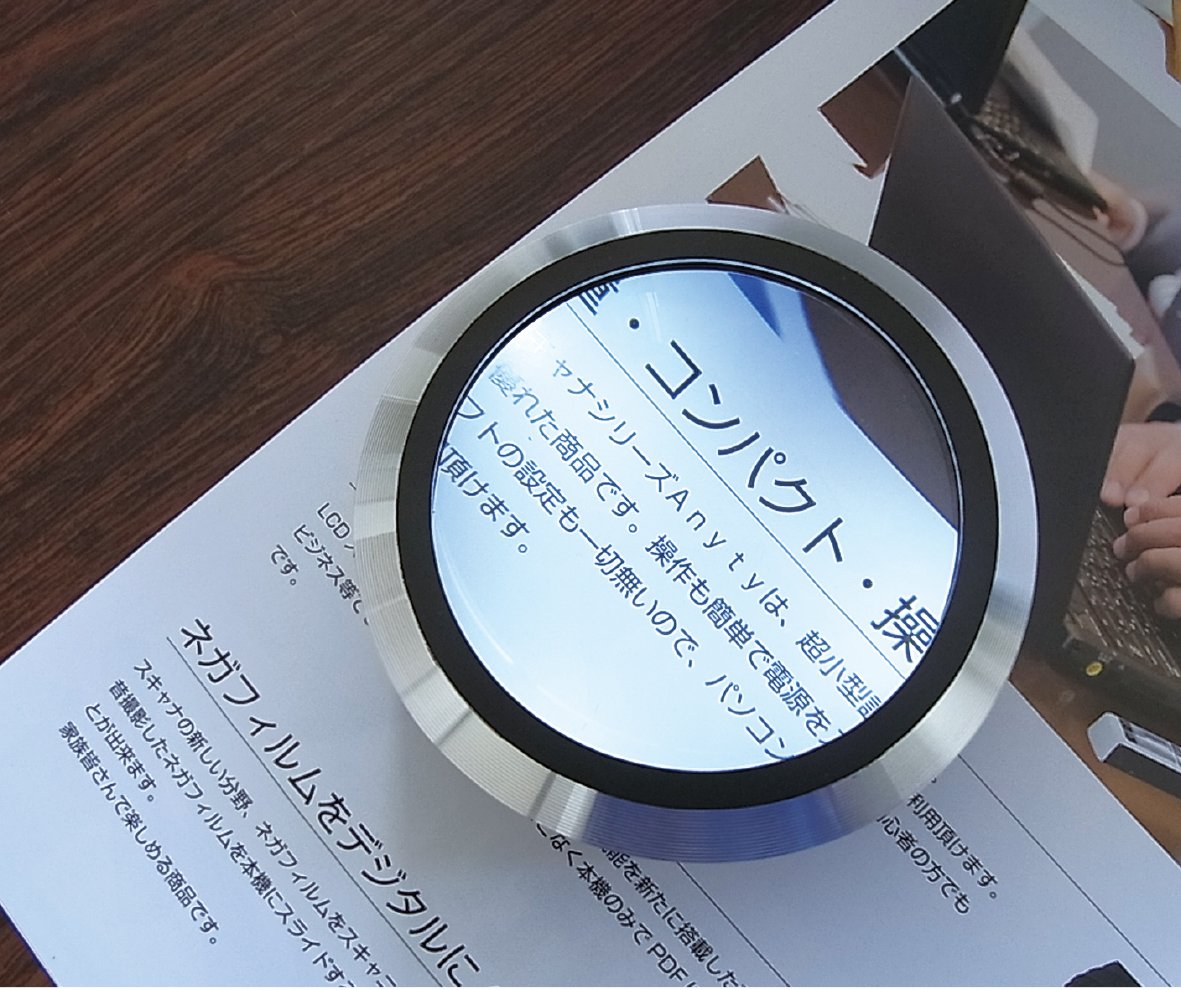 ・コンパクト・操
ャナシリーズAnytyは、超小型
優れた商品です。操作も簡単で電源を
フトの設定も一切無いので、パソコン
頂けます。
利用頂けます。
心者の方でも
能を新たに搭載した
となく本機のみでPDF
LCD
ビジネス等で
です。
ネガフィルムをデジタルに
スキャナの新しい分野、ネガフィルムをスキャニ
昔撮影したネガフィルムを本機にスライドす
とが出来ます。
家族皆さんで楽しめる商品です。